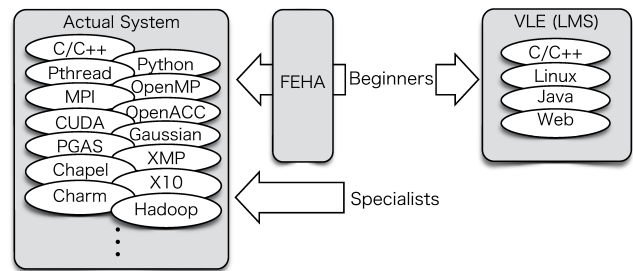 Actual System
C/C++
Python
Pthread
OpenMP
MPI
OpenACC
CUDA
Gaussian
PGAS
XMP
Chapel
X10
Charm
Hadoop
FEHA
Beginners
Specialists
VLE (LMS)
C/C++
Linux
Java
Web